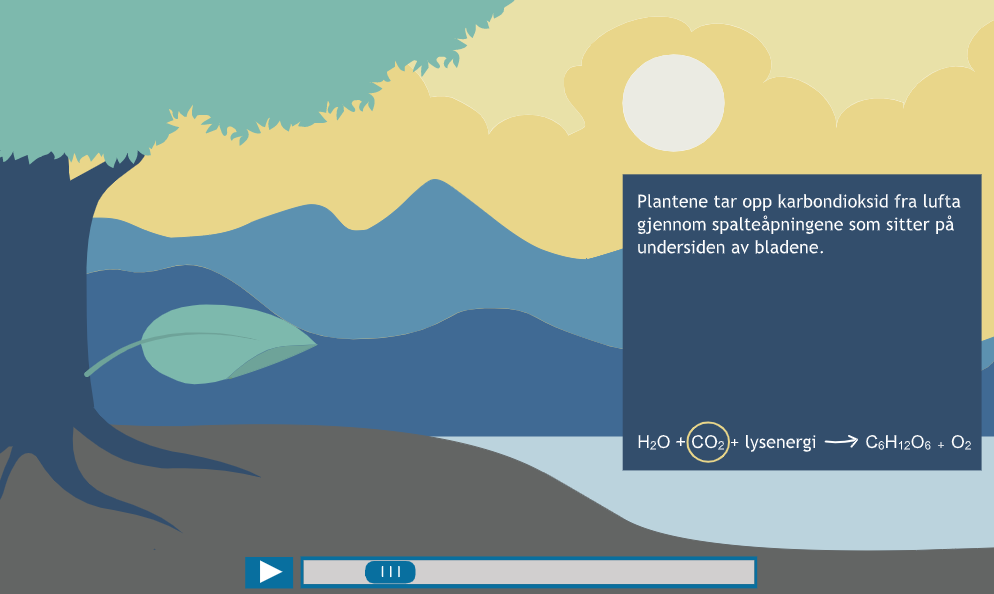 Plantene tar opp karbondioksid fra lufta
gjennom spalteåpningene som sitter på
undersiden av bladene.
H₂O + CO₂ + lysenergi ⟶ C₆H₁₂O₆ + O₂